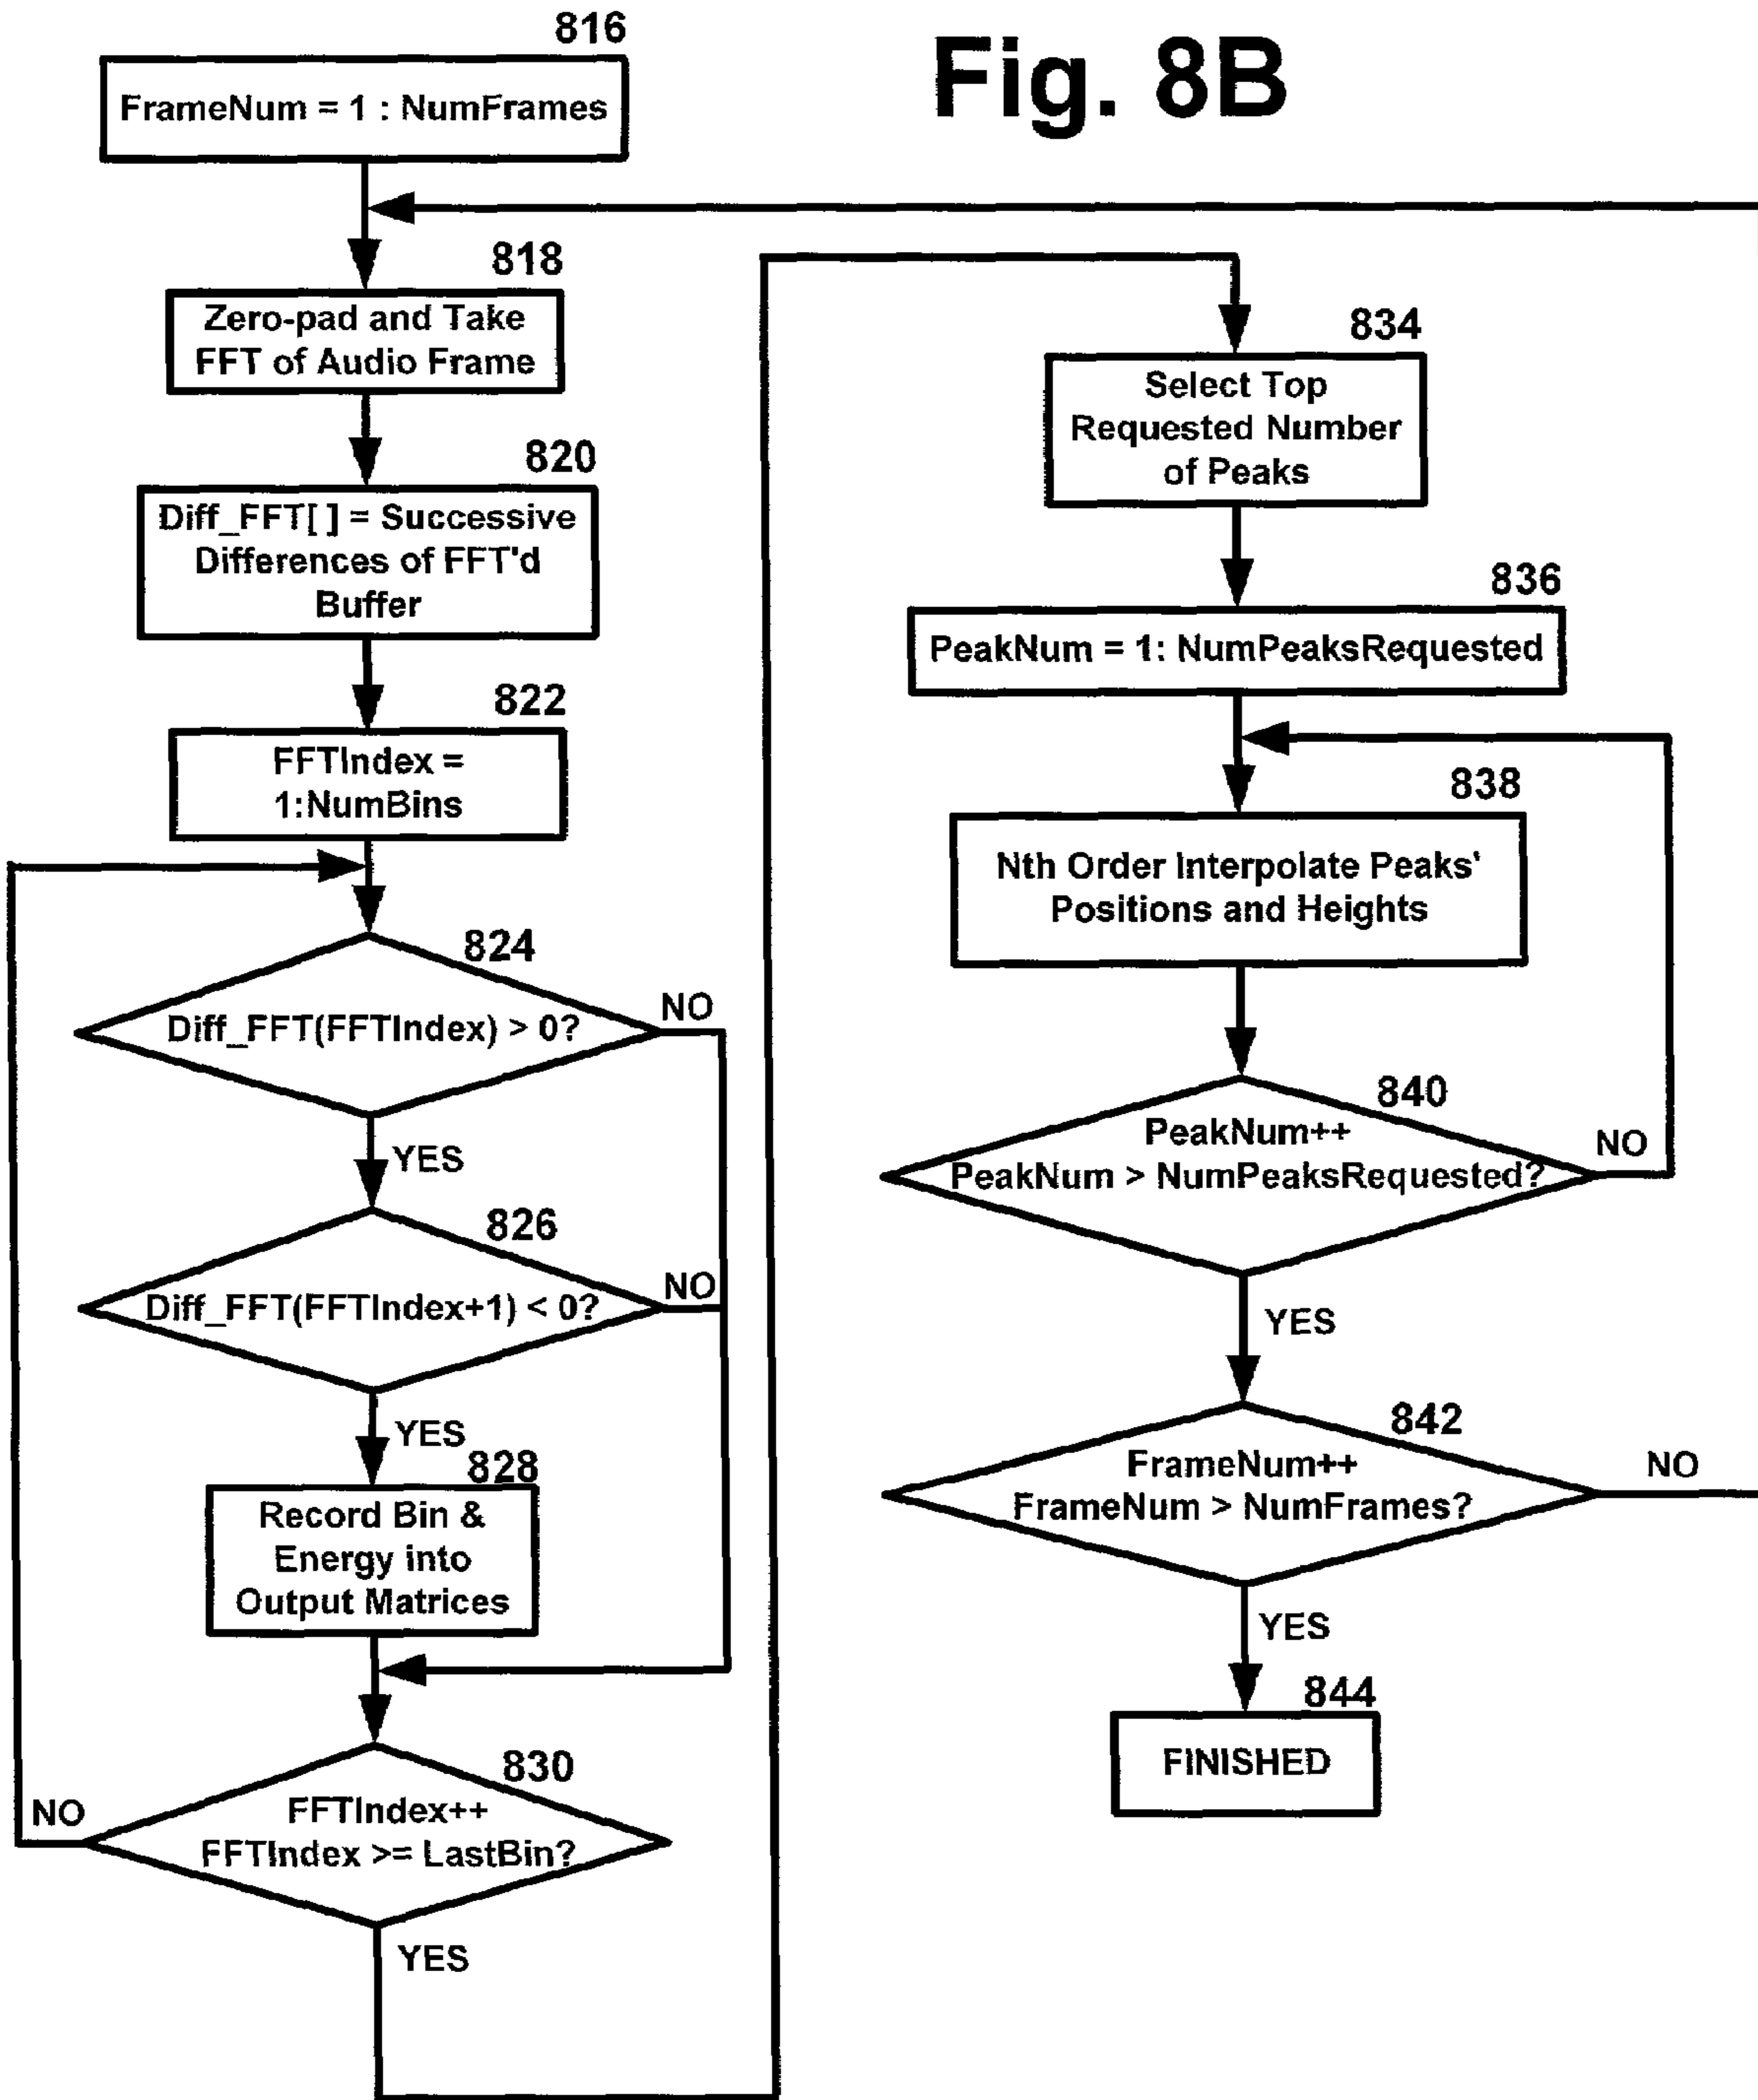 Fig. 8B
816
FrameNum = 1 : NumFrames
818
Zero-pad and Take
FFT of Audio Frame
820
Diff_FFT[ ] = Successive
Differences of FFT'd
Buffer
822
FFTIndex =
1:NumBins
824
Diff_FFT(FFTIndex) > 0?
NO
YES
826
Diff_FFT(FFTIndex+1) < 0?
NO
YES
828
Record Bin &
Energy into
Output Matrices
830
FFTIndex++
FFTIndex >= LastBin?
NO
YES
834
Select Top
Requested Number
of Peaks
836
PeakNum = 1: NumPeaksRequested
838
Nth Order Interpolate Peaks'
Positions and Heights
840
PeakNum++
PeakNum > NumPeaksRequested?
NO
YES
842
FrameNum++
FrameNum > NumFrames?
NO
YES
844
FINISHED